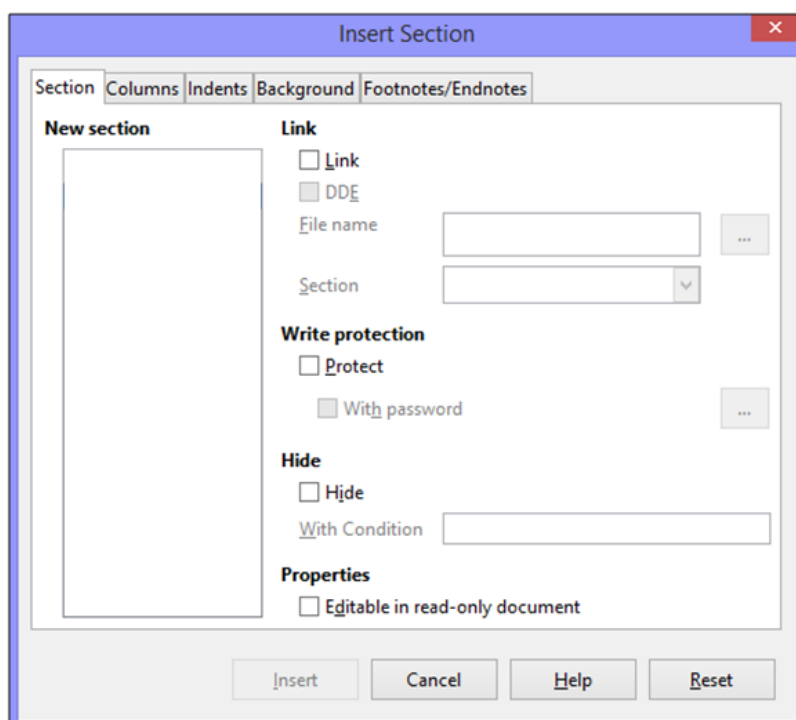 Insert Section
Section Columns Indents Background Footnotes/Endnotes
New section
Link
Link
DDE
File name
...
Section
Write protection
Protect
With password
...
Hide
Hide
With Condition
Properties
Editable in read-only document
Insert Cancel Help Reset